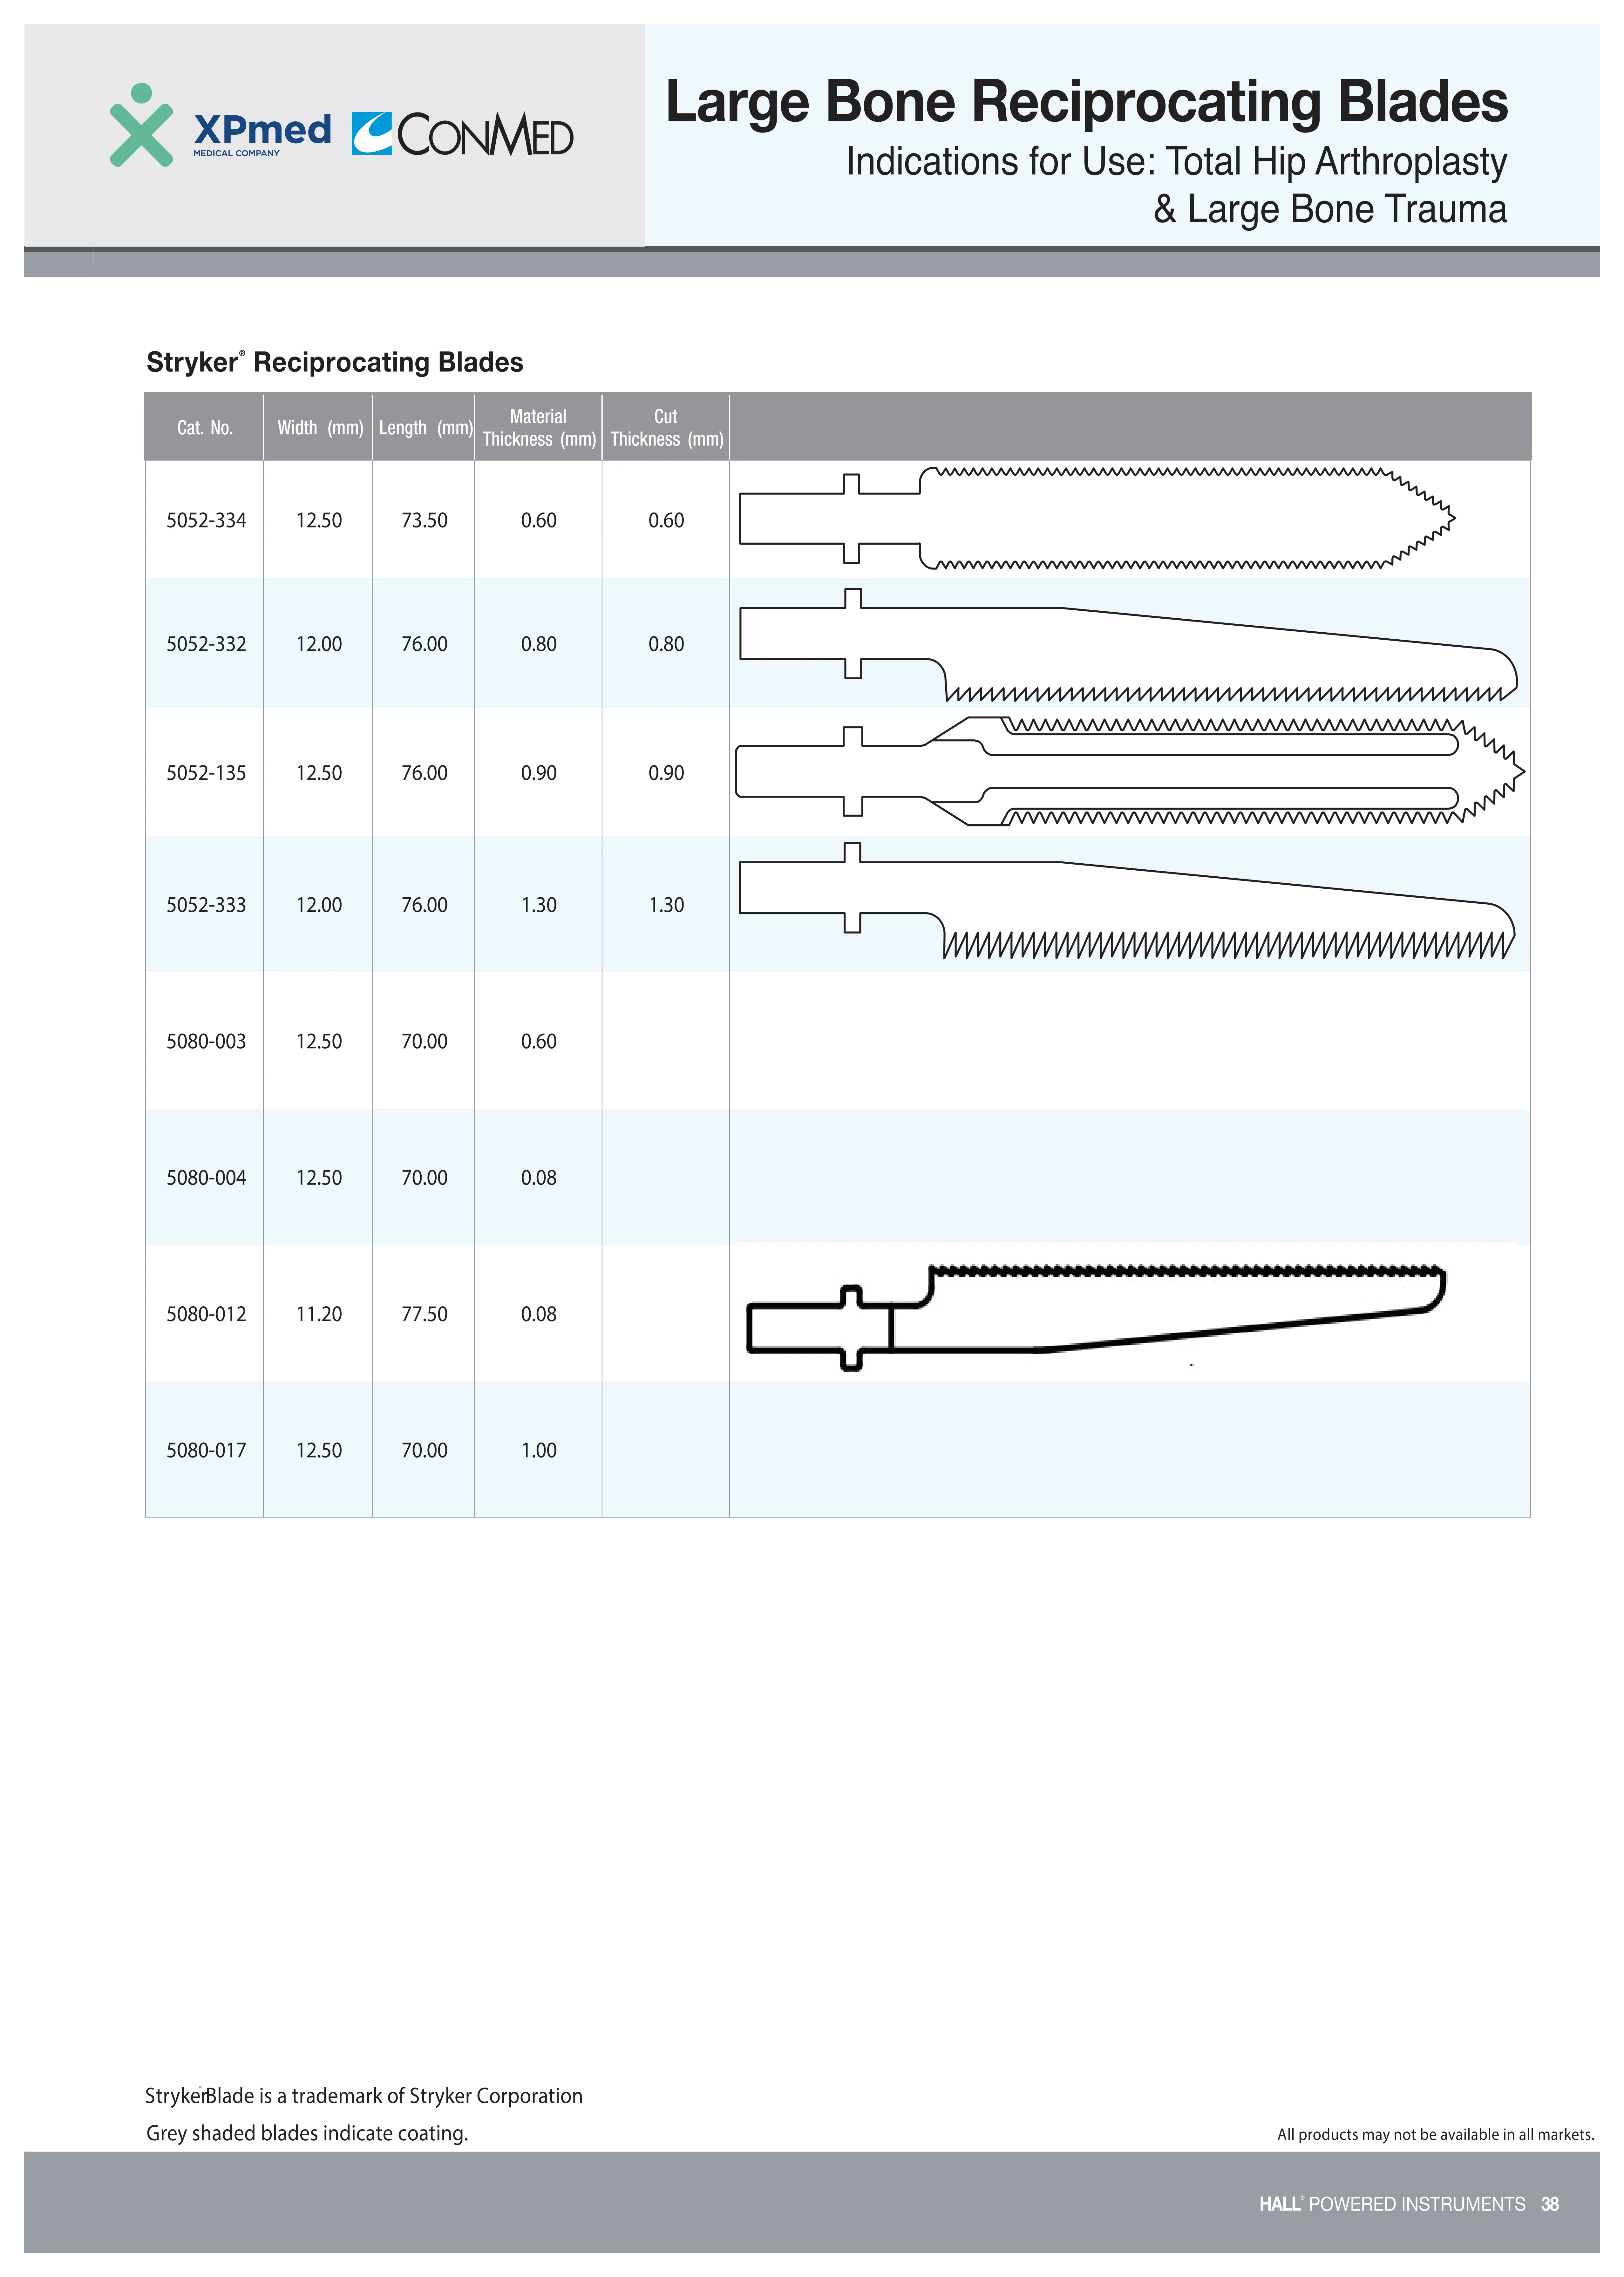 XPmed
MEDICAL COMPANY
CONMED
Large Bone Reciprocating Blades
Indications for Use: Total Hip Arthroplasty
& Large Bone Trauma
Stryker® Reciprocating Blades
Cat. No. Width (mm) Length (mm) Material Thickness (mm) Cut Thickness (mm)
5052-334 12.50 73.50 0.60 0.60
5052-332 12.00 76.00 0.80 0.80
5052-135 12.50 76.00 0.90 0.90
5052-333 12.00 76.00 1.30 1.30
5080-003 12.50 70.00 0.60
5080-004 12.50 70.00 0.08
5080-012 11.20 77.50 0.08
5080-017 12.50 70.00 1.00
Stryker®Blade is a trademark of Stryker Corporation
Grey shaded blades indicate coating.
All products may not be available in all markets.
HALL® POWERED INSTRUMENTS 38